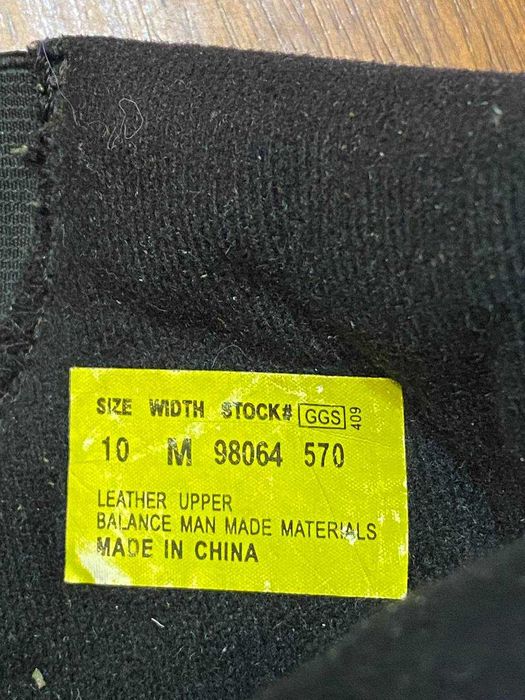 SIZE WIDTH STOCK# GGS 409
10 M 98064 570
LEATHER UPPER
BALANCE MAN MADE MATERIALS
MADE IN CHINA